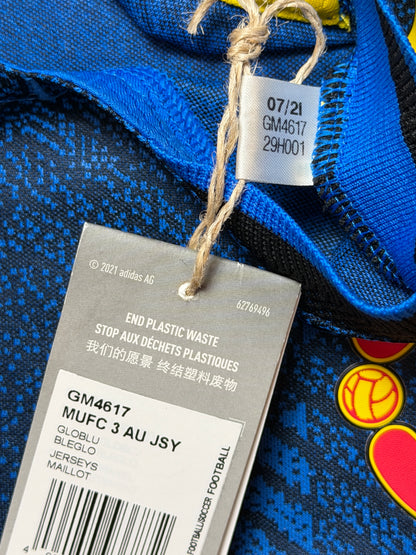 07/21
GM4617
29H001
© 2021 adidas AG
62769496
END PLASTIC WASTE
STOP AUX DÉCHETS PLASTIQUES
我们的愿景 终结塑料废物
GM4617
MUFC 3 AU JSY
GLOBLU
BLEGLO
JERSEYS
MAILLOT
FOOTBALL/SOCCER FOOTBALL